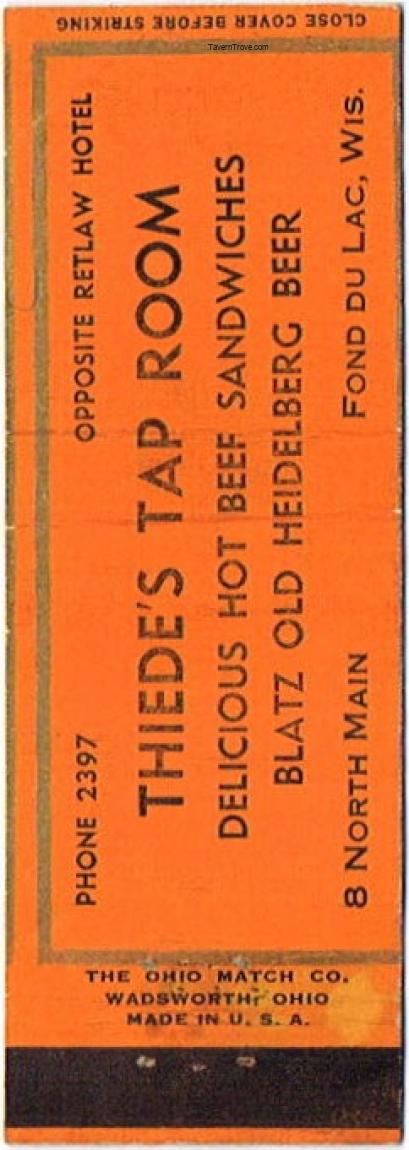 CLOSE COVER BEFORE STRIKING
TavernTrove.com
PHONE 2397 OPPOSITE RETLAW HOTEL
THIEDE'S TAP ROOM
DELICIOUS HOT BEEF SANDWICHES
BLATZ OLD HEIDELBERG BEER
8 NORTH MAIN FOND DU LAC, WIS.
THE OHIO MATCH CO.
WADSWORTH, OHIO
MADE IN U. S. A.